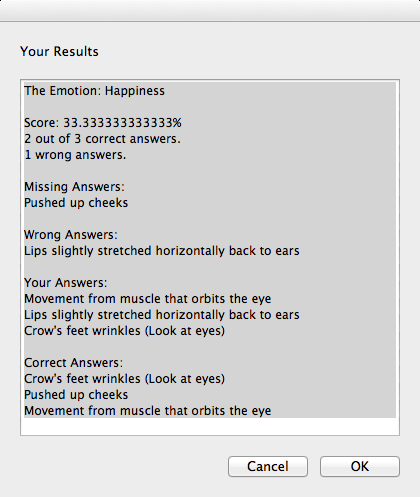 Your Results
The Emotion: Happiness
Score: 33.333333333333%
2 out of 3 correct answers.
1 wrong answers.
Missing Answers:
Pushed up cheeks
Wrong Answers:
Lips slightly stretched horizontally back to ears
Your Answers:
Movement from muscle that orbits the eye
Lips slightly stretched horizontally back to ears
Crow's feet wrinkles (Look at eyes)
Correct Answers:
Crow's feet wrinkles (Look at eyes)
Pushed up cheeks
Movement from muscle that orbits the eye
Cancel
OK